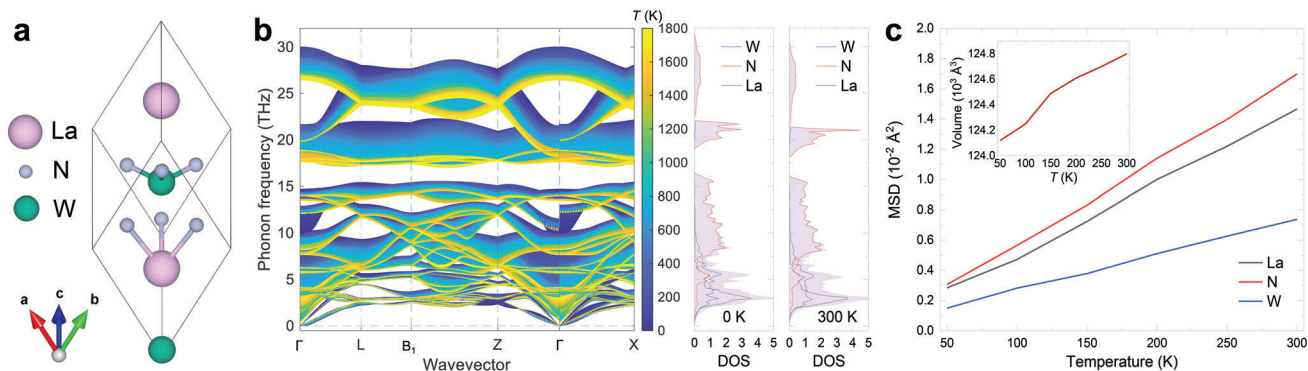 a
La
N
W
a
c
b
b
T (K)
Phonon frequency (THz)
30
25
20
15
10
5
0
Γ
L
B1
Z
Γ
X
Wavevector
1800
1600
1400
1200
1000
800
600
400
200
0
W
N
La
0 K
0 1 2 3 4 5
DOS
W
N
La
300 K
0 1 2 3 4 5
DOS
c
MSD (10-2 Å2)
2.0
1.8
1.6
1.4
1.2
1.0
0.8
0.6
0.4
0.2
0.0
Volume (103 Å3)
124.8
124.6
124.4
124.2
124.0
50 100 150 200 250 300
T (K)
La
N
W
50 100 150 200 250 300
Temperature (K)